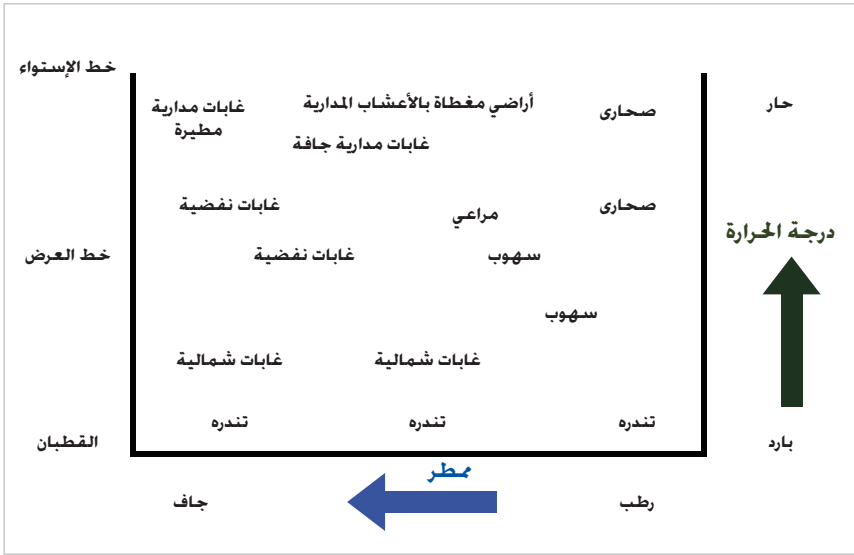 خط الإستواء
حار
صحارى
أراضي مغطاة بالأعشاب المدارية
غابات مدارية
مطيرة
غابات مدارية جافة
صحارى
مراعي
غابات نفضية
درجة الحرارة
خط العرض
سهوب
غابات نفضية
سهوب
غابات شمالية
غابات شمالية
تندره
تندره
تندره
بارد
القطبان
ممطر
رطب
جاف